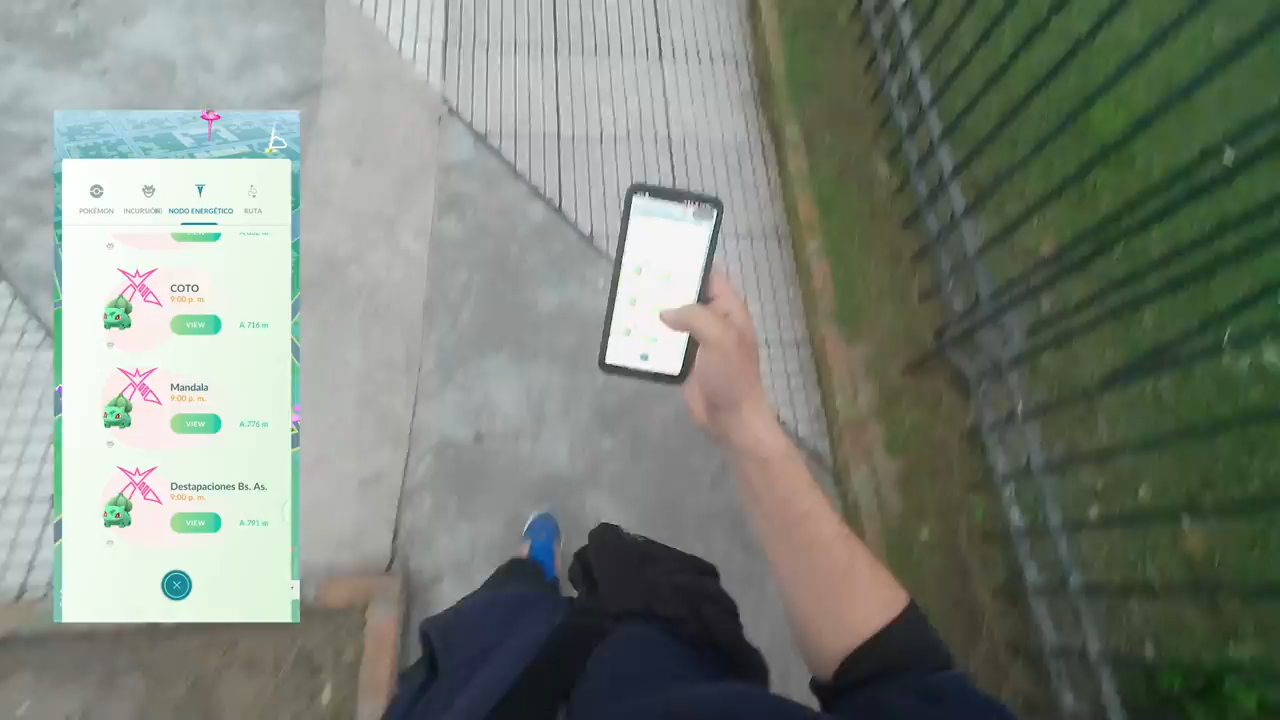 POKÉMON
INCURSIÓN
NODO ENERGÉTICO
RUTA
COTO
9:00 p. m.
VIEW
A 716 m
Mandala
9:00 p. m.
VIEW
A 776 m
Destapaciones Bs. As.
9:00 p. m.
VIEW
A 791 m